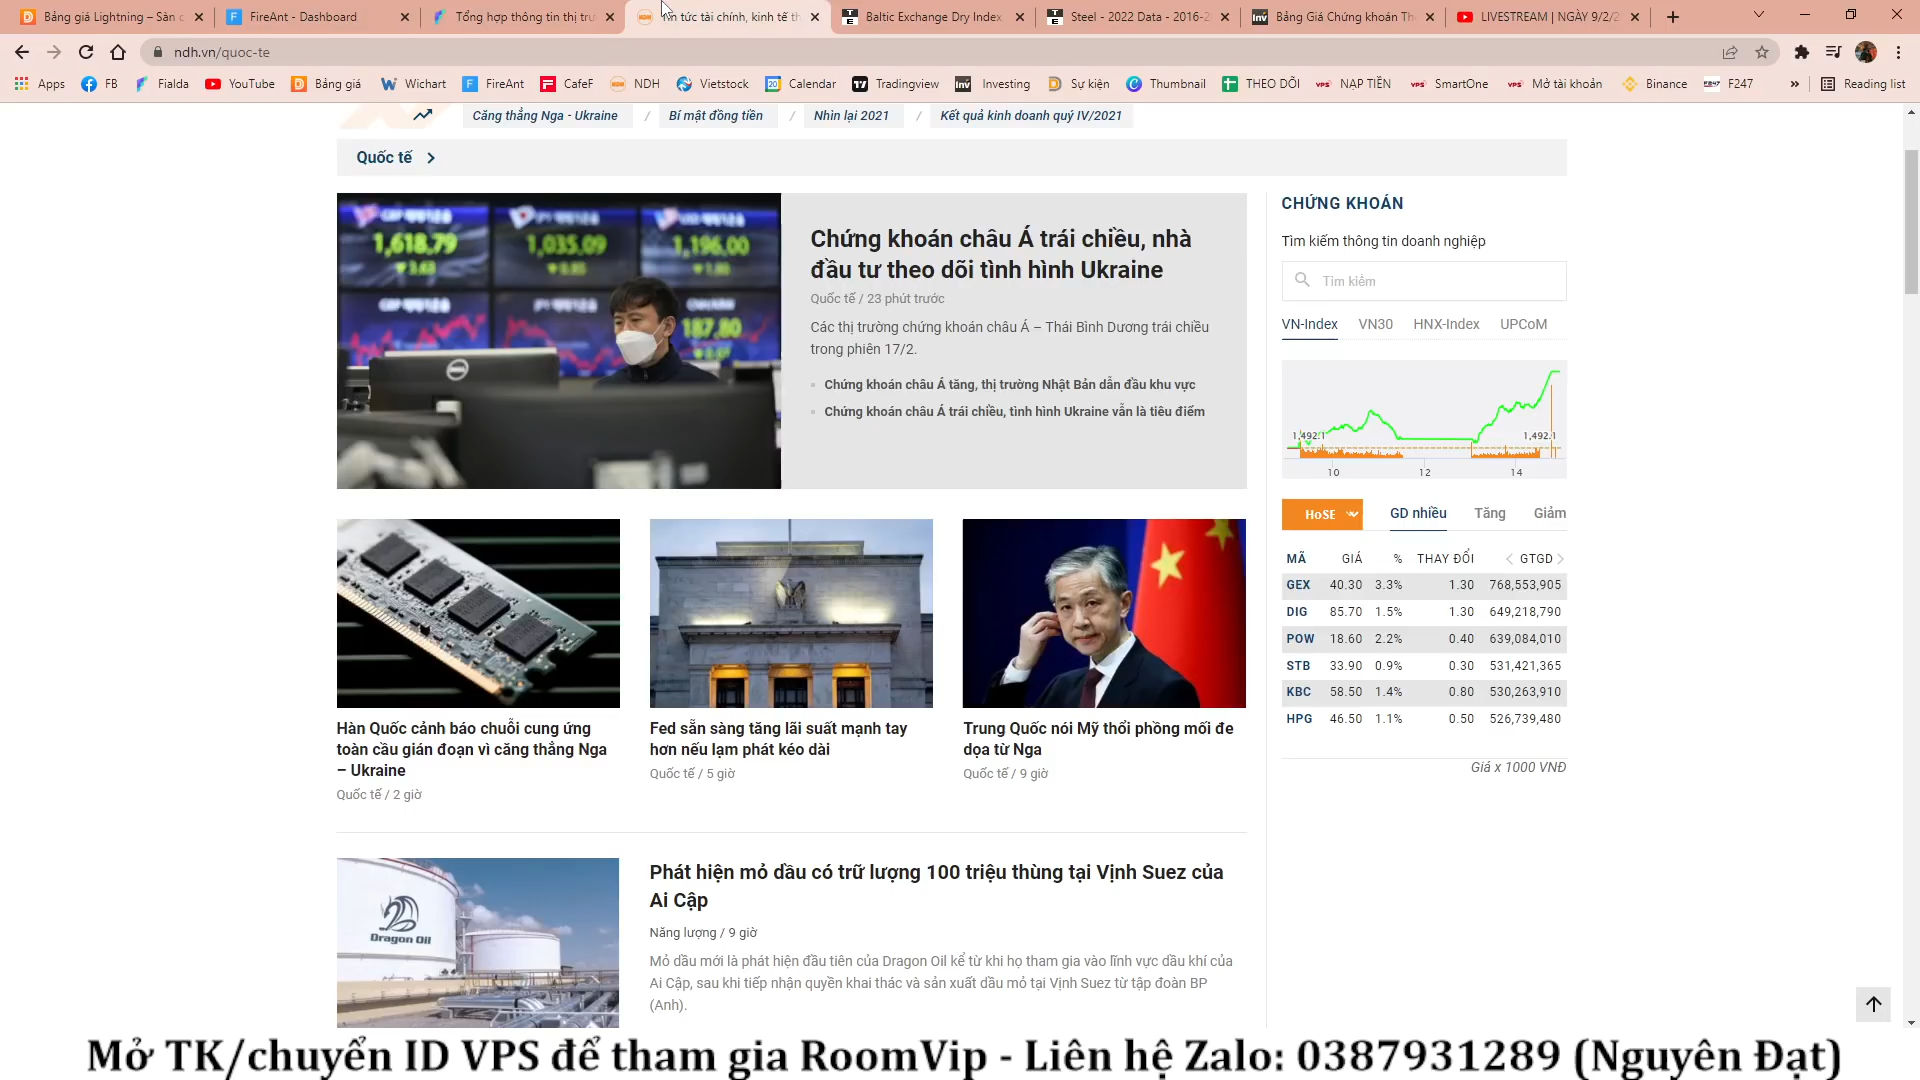 Bảng giá Lightning – Sàn c
FireAnt - Dashboard
Tổng hợp thông tin thị trư
tin tức tài chính, kinh tế th
Baltic Exchange Dry Index
Steel - 2022 Data - 2016-2
Bảng Giá Chứng khoán Th
LIVESTREAM | NGÀY 9/2/2
ndh.vn/quoc-te
Apps
FB
Fialda
YouTube
Bảng giá
Wichart
FireAnt
CafeF
NDH
Vietstock
Calendar
Tradingview
Investing
Sự kiện
Thumbnail
THEO DÕI
NẠP TIỀN
SmartOne
Mở tài khoản
Binance
F247
Reading list
Căng thẳng Nga - Ukraine / Bí mật đồng tiền / Nhìn lại 2021 / Kết quả kinh doanh quý IV/2021
Quốc tế
1,618.79
1,035.09
1,196.00
187.80
DELL
Chứng khoán châu Á trái chiều, nhà
đầu tư theo dõi tình hình Ukraine
Quốc tế / 23 phút trước
Các thị trường chứng khoán châu Á – Thái Bình Dương trái chiều
trong phiên 17/2.
Chứng khoán châu Á tăng, thị trường Nhật Bản dẫn đầu khu vực
Chứng khoán châu Á trái chiều, tình hình Ukraine vẫn là tiêu điểm
Hàn Quốc cảnh báo chuỗi cung ứng
toàn cầu gián đoạn vì căng thẳng Nga
– Ukraine
Quốc tế / 2 giờ
Fed sẵn sàng tăng lãi suất mạnh tay
hơn nếu lạm phát kéo dài
Quốc tế / 5 giờ
Trung Quốc nói Mỹ thổi phồng mối đe
dọa từ Nga
Quốc tế / 9 giờ
Dragon Oil
Phát hiện mỏ dầu có trữ lượng 100 triệu thùng tại Vịnh Suez của
Ai Cập
Năng lượng / 9 giờ
Mỏ dầu mới là phát hiện đầu tiên của Dragon Oil kể từ khi họ tham gia vào lĩnh vực dầu khí của
Ai Cập, sau khi tiếp nhận quyền khai thác và sản xuất dầu mỏ tại Vịnh Suez từ tập đoàn BP
(Anh).
CHỨNG KHOÁN
Tìm kiếm thông tin doanh nghiệp
Tìm kiếm
VN-Index VN30 HNX-Index UPCoM
1,492.1 1,492.1
10 12 14
HoSE GD nhiều Tăng Giảm
MÃ GIÁ % THAY ĐỔI GTGD
GEX 40.30 3.3% 1.30 768,553,905
DIG 85.70 1.5% 1.30 649,218,790
POW 18.60 2.2% 0.40 639,084,010
STB 33.90 0.9% 0.30 531,421,365
KBC 58.50 1.4% 0.80 530,263,910
HPG 46.50 1.1% 0.50 526,739,480
Giá x 1000 VNĐ
Mở TK/chuyển ID VPS để tham gia RoomVip - Liên hệ Zalo: 0387931289 (Nguyên Đạt)